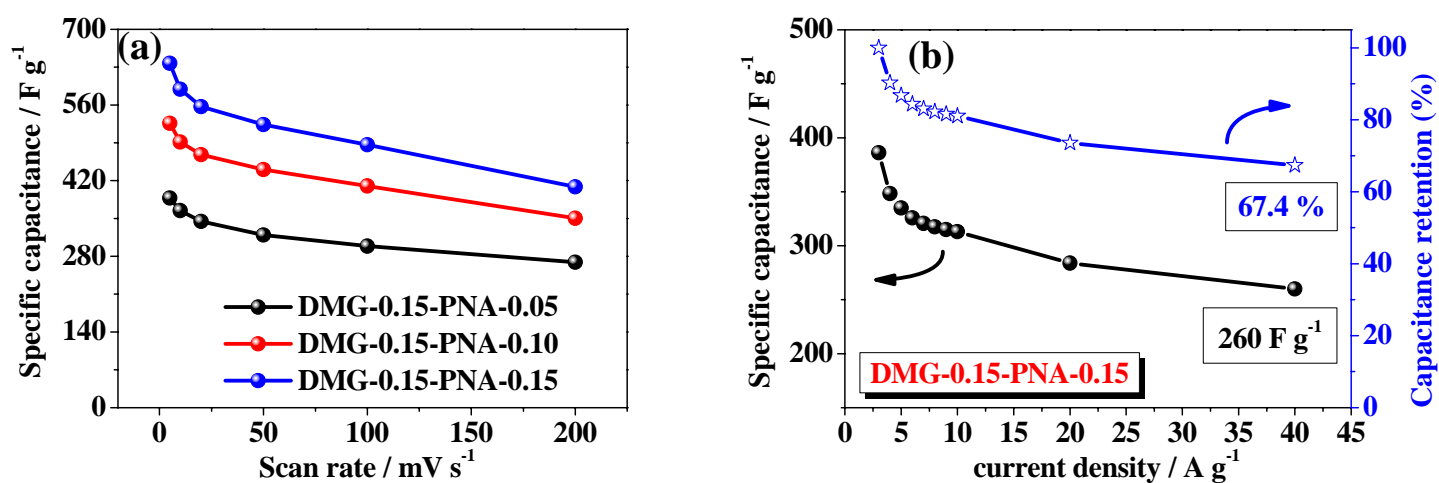 (a)
Specific capacitance / F g⁻¹
700
560
420
280
140
0
DMG-0.15-PNA-0.05
DMG-0.15-PNA-0.10
DMG-0.15-PNA-0.15
0 50 100 150 200
Scan rate / mV s⁻¹
(b)
Specific capacitance / F g⁻¹
500
400
300
200
67.4 %
260 F g⁻¹
DMG-0.15-PNA-0.15
0 5 10 15 20 25 30 35 40 45
current density / A g⁻¹
100
80
60
40
20
0
Capacitance retention (%)